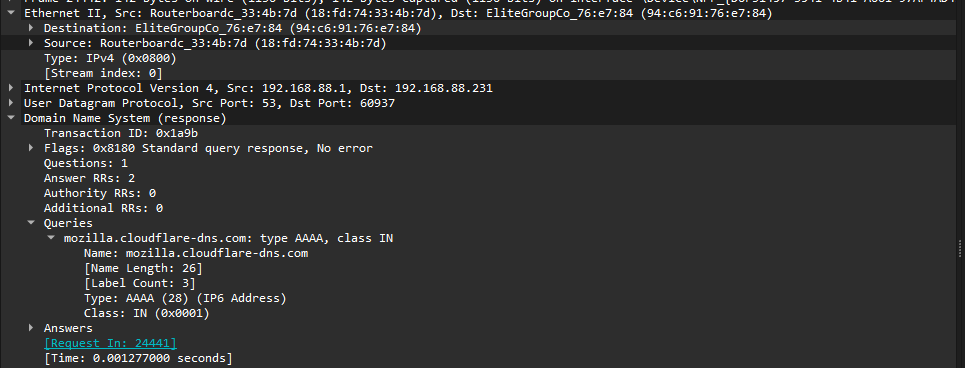 Ethernet II, Src: Routerboardc_33:4b:7d (18:fd:74:33:4b:7d), Dst: EliteGroupCo_76:e7:84 (94:c6:91:76:e7:84)
Destination: EliteGroupCo_76:e7:84 (94:c6:91:76:e7:84)
Source: Routerboardc_33:4b:7d (18:fd:74:33:4b:7d)
Type: IPv4 (0x0800)
[Stream index: 0]
Internet Protocol Version 4, Src: 192.168.88.1, Dst: 192.168.88.231
User Datagram Protocol, Src Port: 53, Dst Port: 60937
Domain Name System (response)
Transaction ID: 0x1a9b
Flags: 0x8180 Standard query response, No error
Questions: 1
Answer RRs: 2
Authority RRs: 0
Additional RRs: 0
Queries
mozilla.cloudflare-dns.com: type AAAA, class IN
Name: mozilla.cloudflare-dns.com
[Name Length: 26]
[Label Count: 3]
Type: AAAA (28) (IP6 Address)
Class: IN (0x0001)
Answers
[Request In: 24441]
[Time: 0.001277000 seconds]